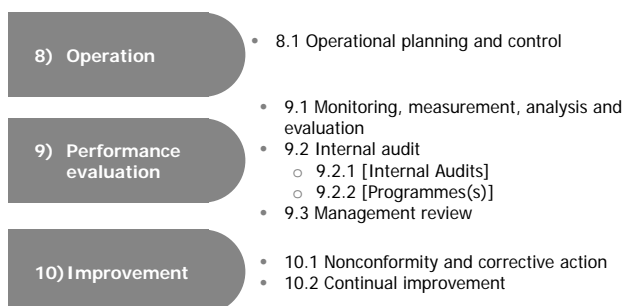 8) Operation
• 8.1 Operational planning and control
9) Performance
evaluation
• 9.1 Monitoring, measurement, analysis and
evaluation
• 9.2 Internal audit
○ 9.2.1 [Internal Audits]
○ 9.2.2 [Programmes(s)]
• 9.3 Management review
10) Improvement
• 10.1 Nonconformity and corrective action
• 10.2 Continual improvement